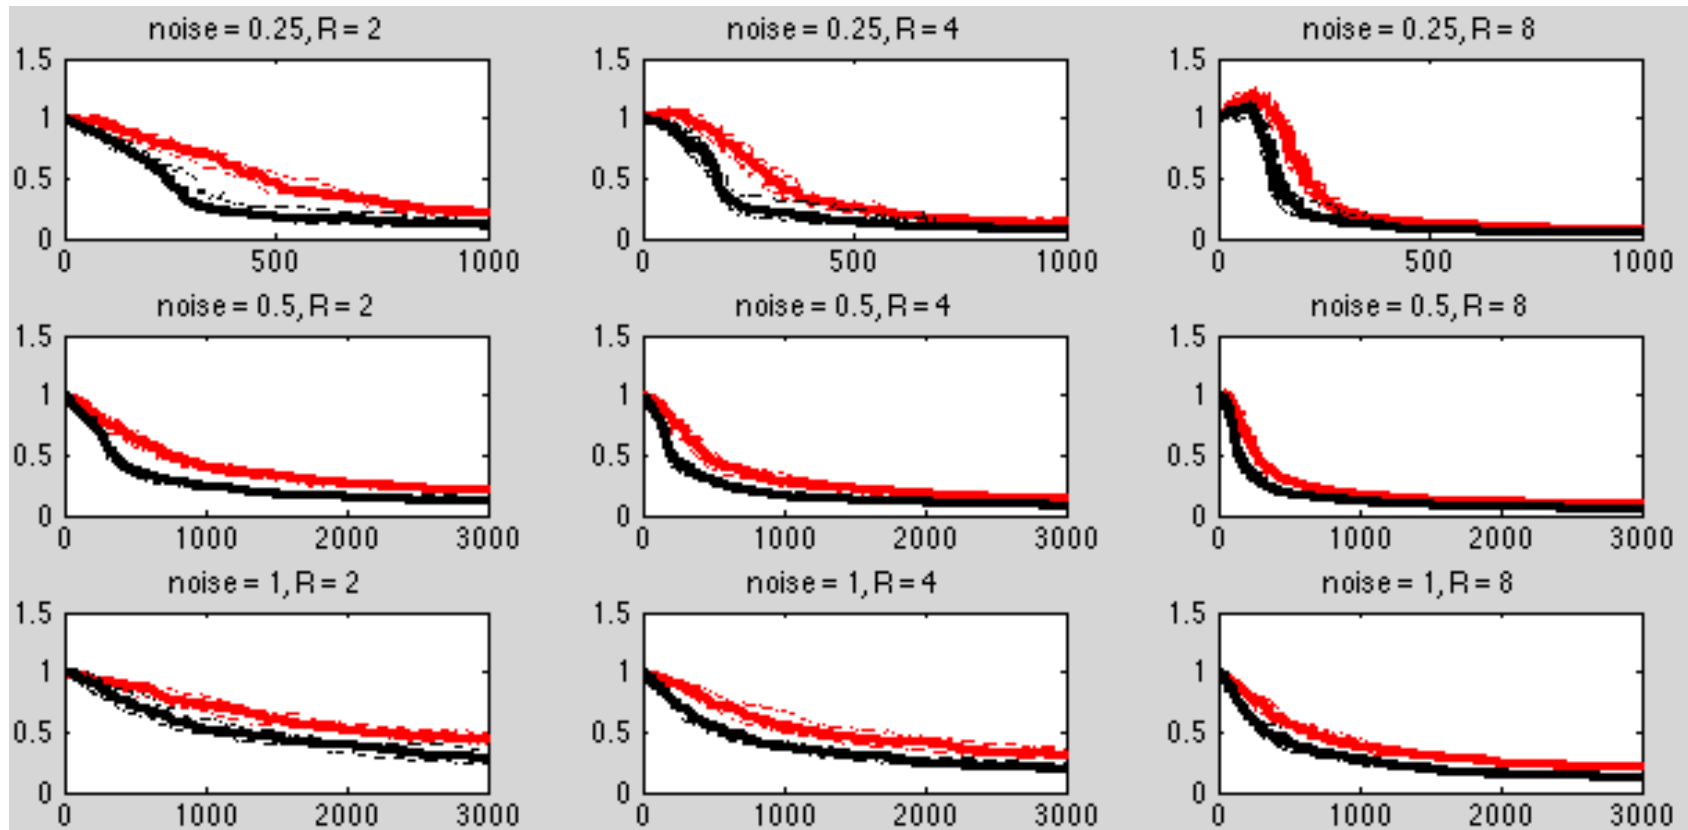 noise = 0.25, R = 2 noise = 0.25, R = 4 noise = 0.25, R = 8
1.5 1.5 1.5
1 1 1
0.5 0.5 0.5
0 0 0
0 500 1000 0 500 1000 0 500 1000
noise = 0.5, R = 2 noise = 0.5, R = 4 noise = 0.5, R = 8
1.5 1.5 1.5
1 1 1
0.5 0.5 0.5
0 0 0
0 1000 2000 3000 0 1000 2000 3000 0 1000 2000 3000
noise = 1, R = 2 noise = 1, R = 4 noise = 1, R = 8
1.5 1.5 1.5
1 1 1
0.5 0.5 0.5
0 0 0
0 1000 2000 3000 0 1000 2000 3000 0 1000 2000 3000